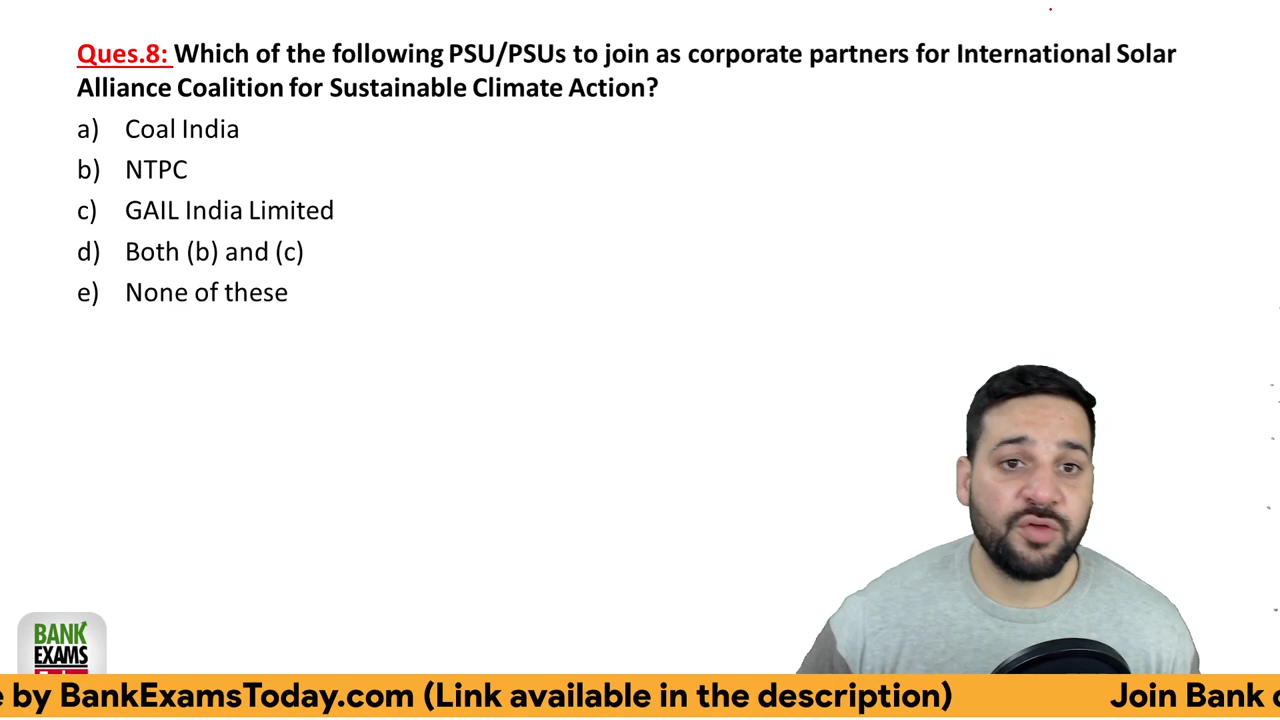 Ques.8: Which of the following PSU/PSUs to join as corporate partners for International Solar
Alliance Coalition for Sustainable Climate Action?
a) Coal India
b) NTPC
c) GAIL India Limited
d) Both (b) and (c)
e) None of these
BANK
EXAMS
e by BankExamsToday.com (Link available in the description) Join Bank